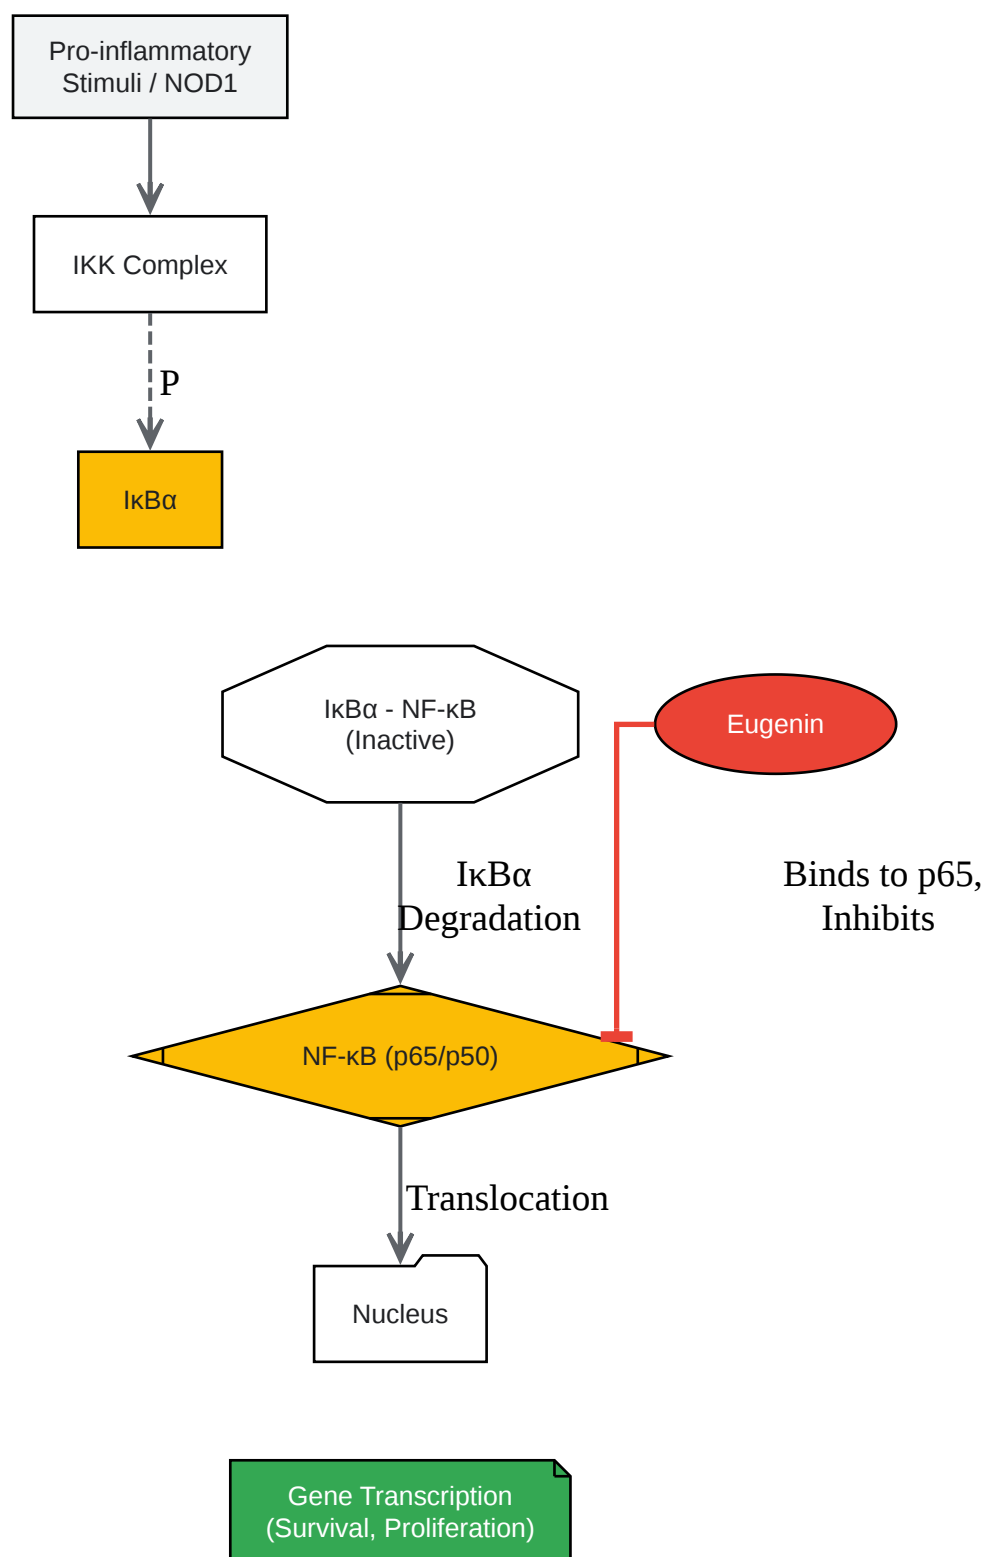 Pro-inflammatory
Stimuli / NOD1
IKK Complex
P
IκBα
IκBα - NF-κB
(Inactive)
Eugenin
IκBα
Degradation
Binds to p65,
Inhibits
NF-κB (p65/p50)
Translocation
Nucleus
Gene Transcription
(Survival, Proliferation)